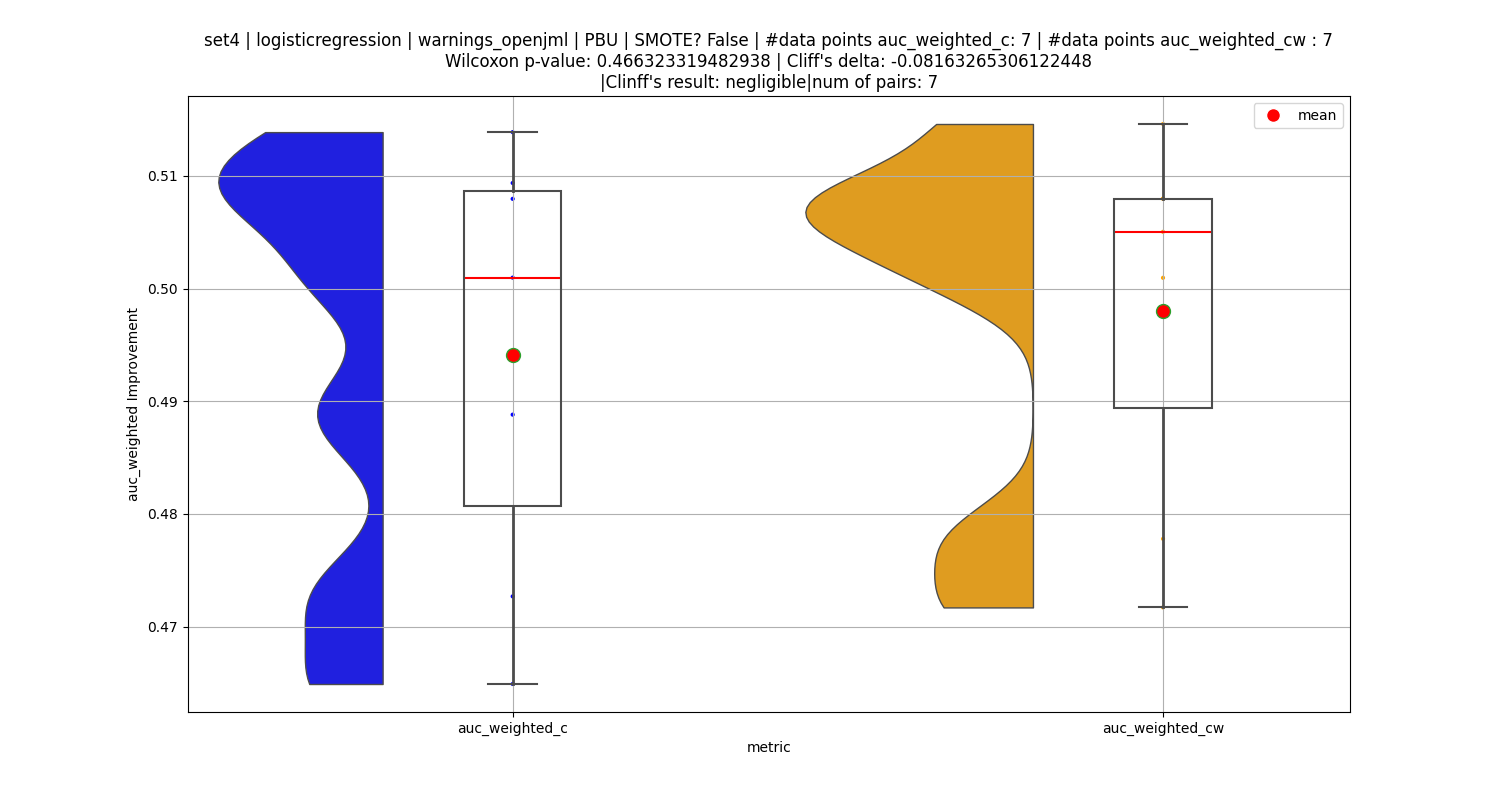 set4 | logisticregression | warnings_openjml | PBU | SMOTE? False | #data points auc_weighted_c: 7 | #data points auc_weighted_cw : 7
Wilcoxon p-value: 0.466323319482938 | Cliff's delta: -0.08163265306122448
|Clinff's result: negligible|num of pairs: 7
mean
0.51
0.50
0.49
0.48
0.47
auc_weighted Improvement
auc_weighted_c
auc_weighted_cw
metric